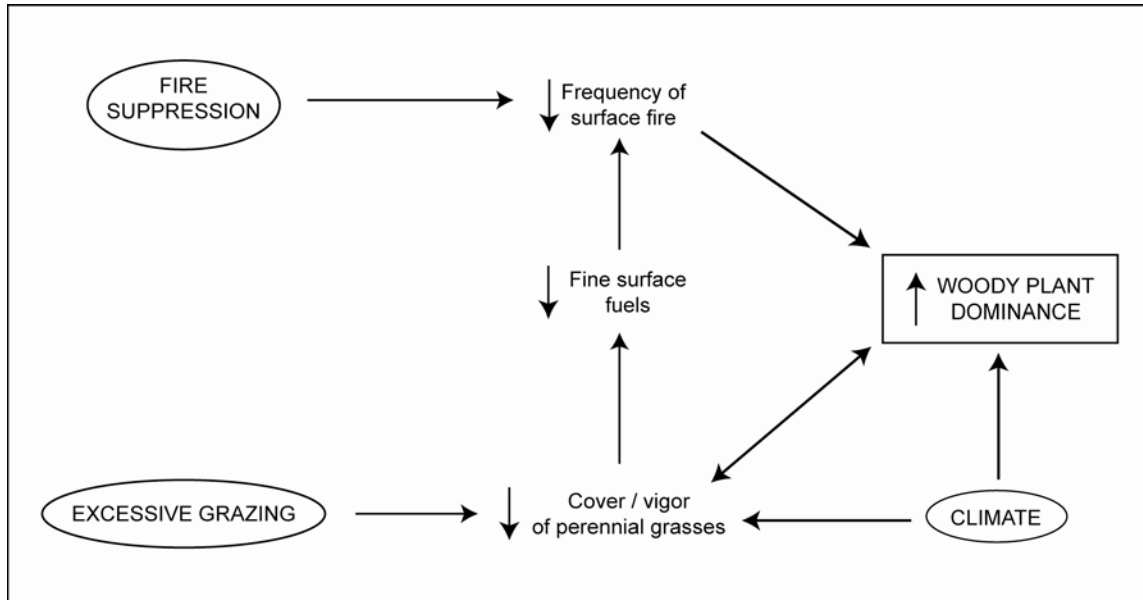 FIRE
SUPPRESSION
Frequency of
surface fire
Fine surface
fuels
WOODY PLANT
DOMINANCE
EXCESSIVE GRAZING
Cover / vigor
of perennial grasses
CLIMATE